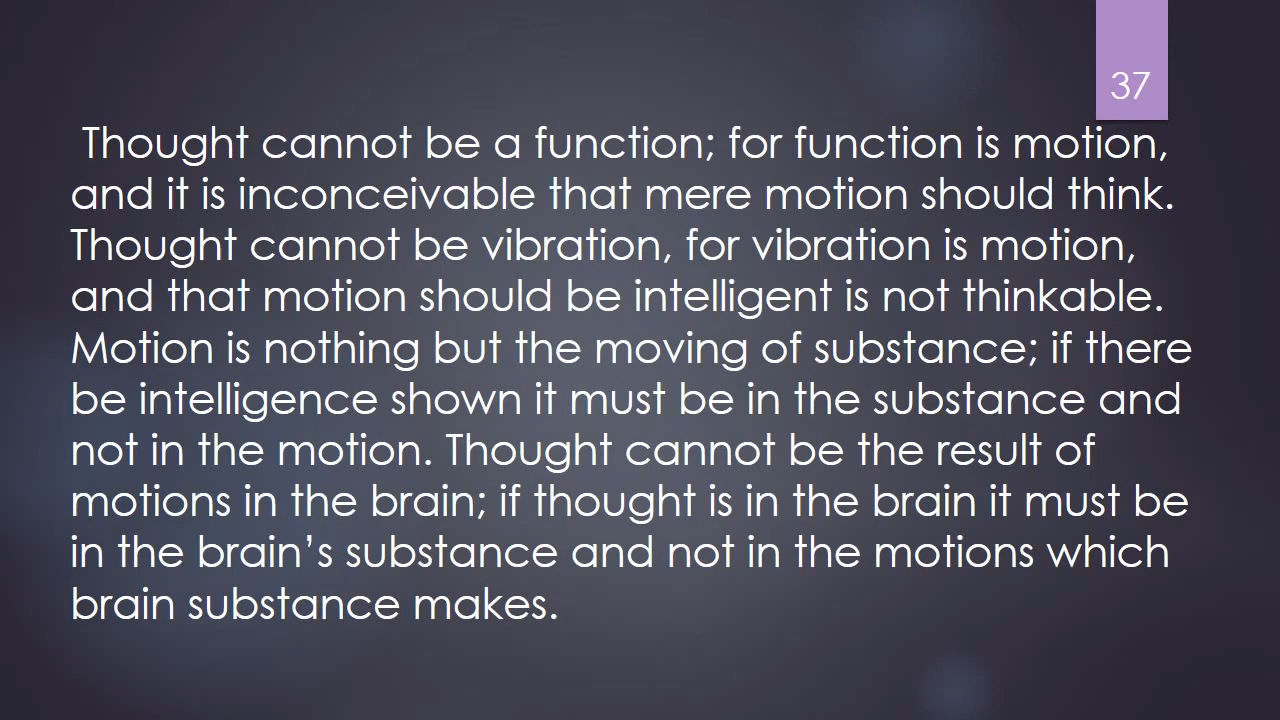 37
Thought cannot be a function; for function is motion,
and it is inconceivable that mere motion should think.
Thought cannot be vibration, for vibration is motion,
and that motion should be intelligent is not thinkable.
Motion is nothing but the moving of substance; if there
be intelligence shown it must be in the substance and
not in the motion. Thought cannot be the result of
motions in the brain; if thought is in the brain it must be
in the brain’s substance and not in the motions which
brain substance makes.